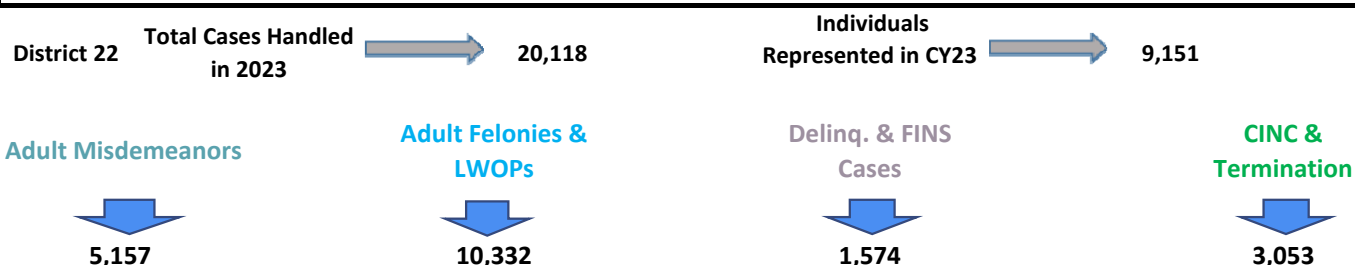 District 22
Total Cases Handled
in 2023
20,118
Individuals
Represented in CY23
9,151
Adult Misdemeanors
Adult Felonies &
LWOPs
Delinq. & FINS
Cases
CINC &
Termination
5,157
10,332
1,574
3,053